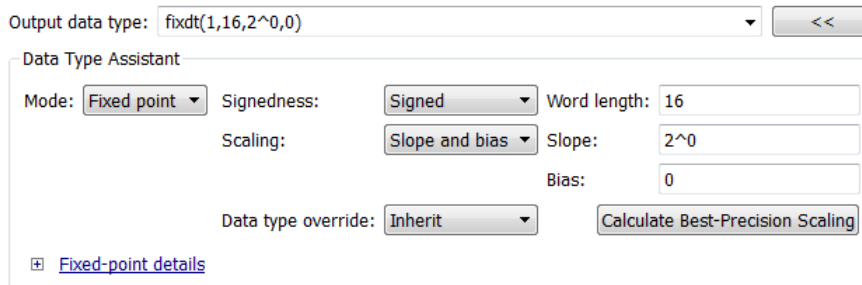 Output data type: fixdt(1,16,2^0,0) <<
Data Type Assistant
Mode: Fixed point Signedness: Signed Word length: 16
Scaling: Slope and bias Slope: 2^0
Bias: 0
Data type override: Inherit Calculate Best-Precision Scaling
Fixed-point details